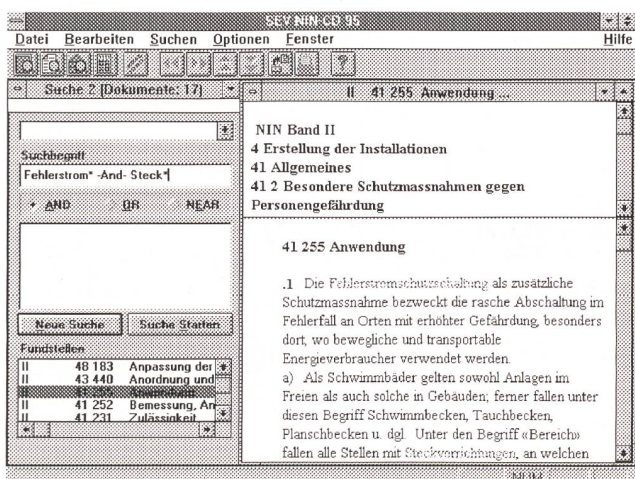 SEV NIN-CD 95
Datei Bearbeiten Suchen Optionen Fenster Hilfe
Suche 2 [Dokumente: 17]
Suchbegriff
Fehlerstrom* -And- Steck*
AND OR NEAR
Neue Suche Suche Starten
Fundstellen
II 48 183 Anpassung der
II 43 440 Anordnung und
II 41 255 Anwendung
II 41 252 Bemessung, An
II 41 231 Zulässigkeit
II 41 255 Anwendung ...
NIN Band II
4 Erstellung der Installationen
41 Allgemeines
41 2 Besondere Schutzmassnahmen gegen
Personengefährdung
41 255 Anwendung
.1 Die Fehlerstromschutzschaltung als zusätzliche
Schutzmassnahme bezweckt die rasche Abschaltung im
Fehlerfall an Orten mit erhöhter Gefährdung, besonders
dort, wo bewegliche und transportable
Energieverbraucher verwendet werden.
a) Als Schwimmbäder gelten sowohl Anlagen im
Freien als auch solche in Gebäuden; ferner fallen unter
diesen Begriff Schwimmbecken, Tauchbecken,
Planschbecken u. dgl. Unter den Begriff «Bereich»
fallen alle Stellen mit Steckvorrichtungen, an welchen
NUM